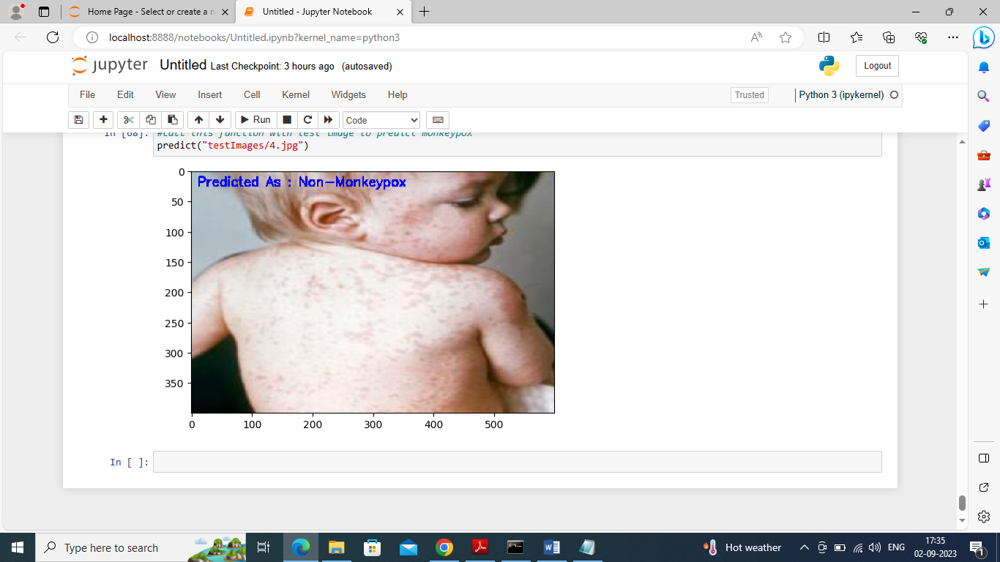 Home Page - Select or create a n
Untitled - Jupyter Notebook
localhost:8888/notebooks/Untitled.ipynb?kernel_name=python3
jupyter Untitled Last Checkpoint: 3 hours ago (autosaved)
Logout
File Edit View Insert Cell Kernel Widgets Help
Trusted
Python 3 (ipykernel)
Run
Code
In [68]: #call this function with test image to predict monkeypox
predict("testImages/4.jpg")
Predicted As : Non-Monkeypox
0
50
100
150
200
250
300
350
0 100 200 300 400 500
In [ ]:
Type here to search
Hot weather
ENG
17:35
02-09-2023
1